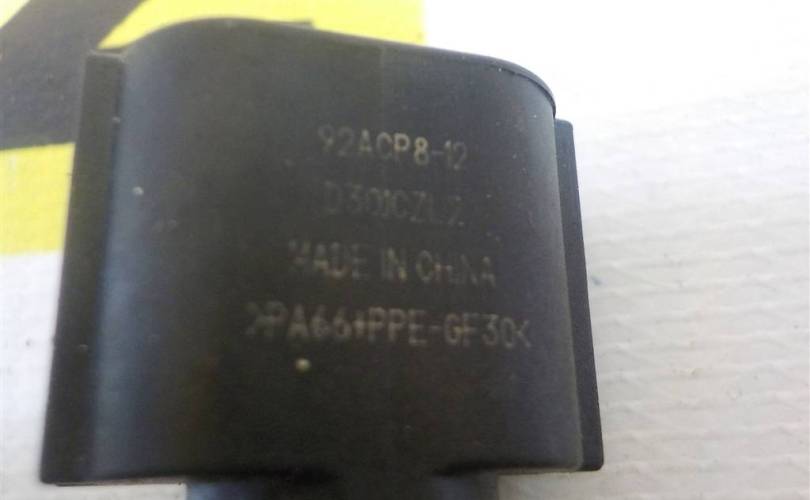 92ACP8-12
D301CZL2
MADE IN CHINA
>PA66+PPE-GF30<